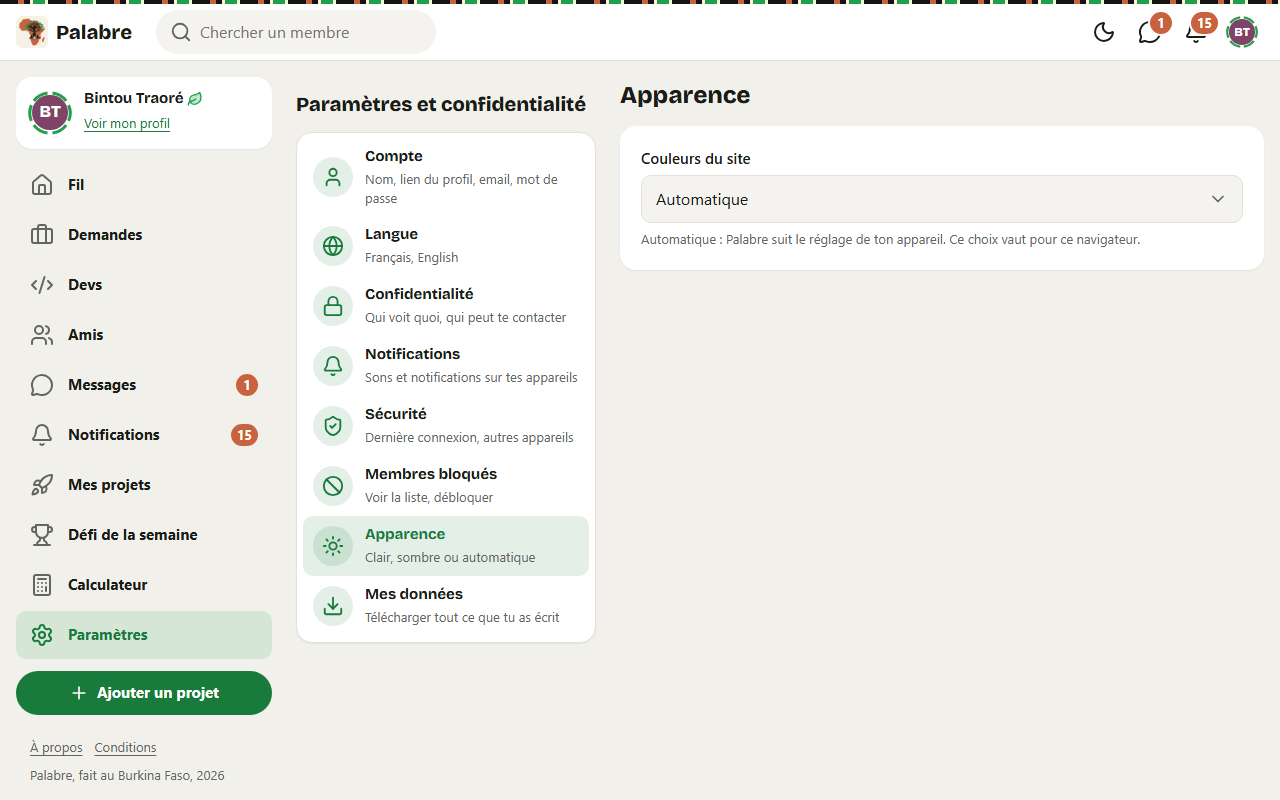 Palabre
Chercher un membre
1
15
BT
BT
Bintou Traoré
Voir mon profil
Fil
Demandes
Devs
Amis
Messages
1
Notifications
15
Mes projets
Défi de la semaine
Calculateur
Paramètres
Ajouter un projet
À propos
Conditions
Palabre, fait au Burkina Faso, 2026
Paramètres et confidentialité
Compte
Nom, lien du profil, email, mot de
passe
Langue
Français, English
Confidentialité
Qui voit quoi, qui peut te contacter
Notifications
Sons et notifications sur tes appareils
Sécurité
Dernière connexion, autres appareils
Membres bloqués
Voir la liste, débloquer
Apparence
Clair, sombre ou automatique
Mes données
Télécharger tout ce que tu as écrit
Apparence
Couleurs du site
Automatique
Automatique : Palabre suit le réglage de ton appareil. Ce choix vaut pour ce navigateur.